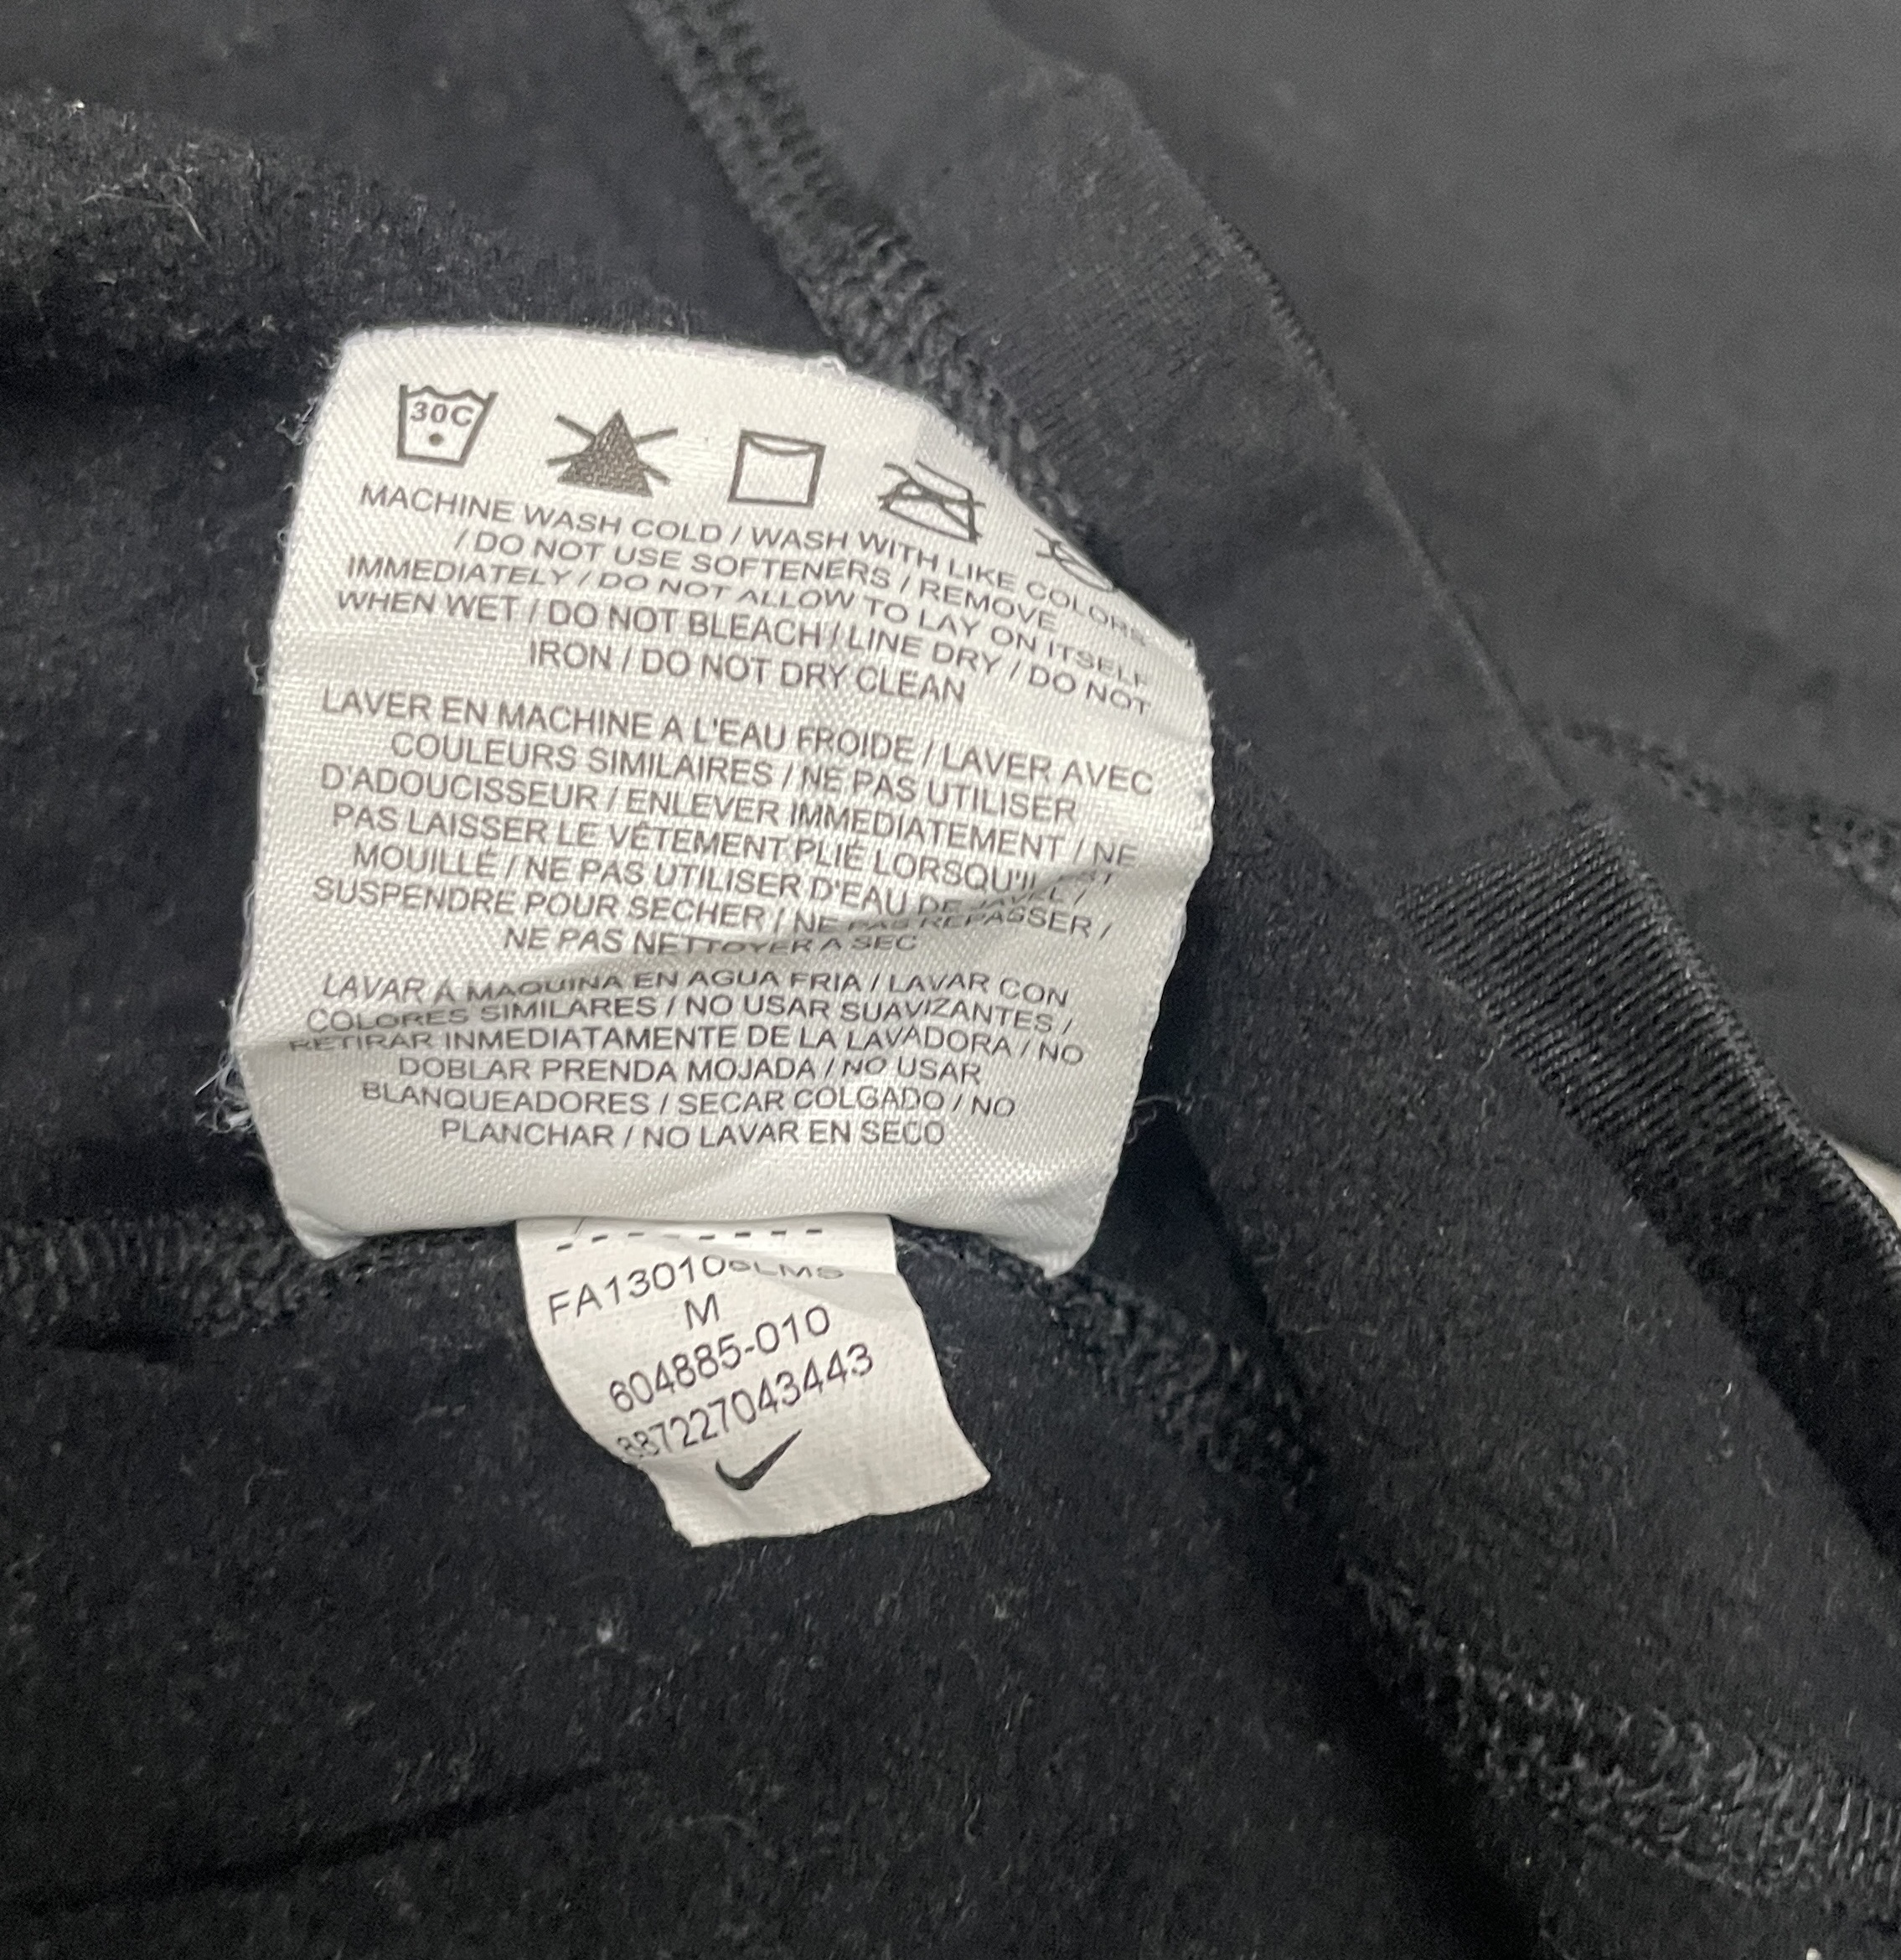 30C
MACHINE WASH COLD / WASH WITH LIKE COLORS
/ DO NOT USE SOFTENERS / REMOVE
IMMEDIATELY / DO NOT ALLOW TO LAY ON ITSELF
WHEN WET / DO NOT BLEACH / LINE DRY / DO NOT
IRON / DO NOT DRY CLEAN
LAVER EN MACHINE A L'EAU FROIDE / LAVER AVEC
COULEURS SIMILAIRES / NE PAS UTILISER
D'ADOUCISSEUR / ENLEVER IMMEDIATEMENT / NE
PAS LAISSER LE VÉTEMENT PLIÉ LORSQU'IL EST
MOUILLÉ / NE PAS UTILISER D'EAU DE JAVEL /
SUSPENDRE POUR SECHER / NE PAS REPASSER /
NE PAS NETTOYER A SEC
LAVAR A MAQUINA EN AGUA FRIA / LAVAR CON
COLORES SIMILARES / NO USAR SUAVIZANTES /
RETIRAR INMEDIATAMENTE DE LA LAVADORA / NO
DOBLAR PRENDA MOJADA / NO USAR
BLANQUEADORES / SECAR COLGADO / NO
PLANCHAR / NO LAVAR EN SECO
M
604885-010
887227043443